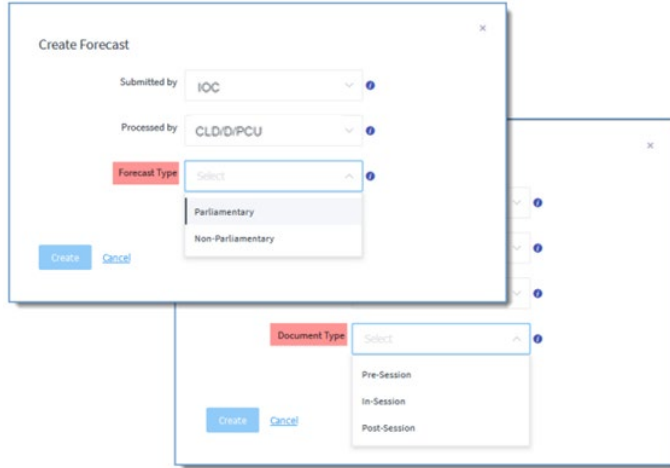 Create Forecast
Submitted by IOC
Processed by CLD/D/PCU
Forecast Type Select
Parliamentary
Non-Parliamentary
Create Cancel
Document Type Select
Pre-Session
In-Session
Post-Session
Create Cancel